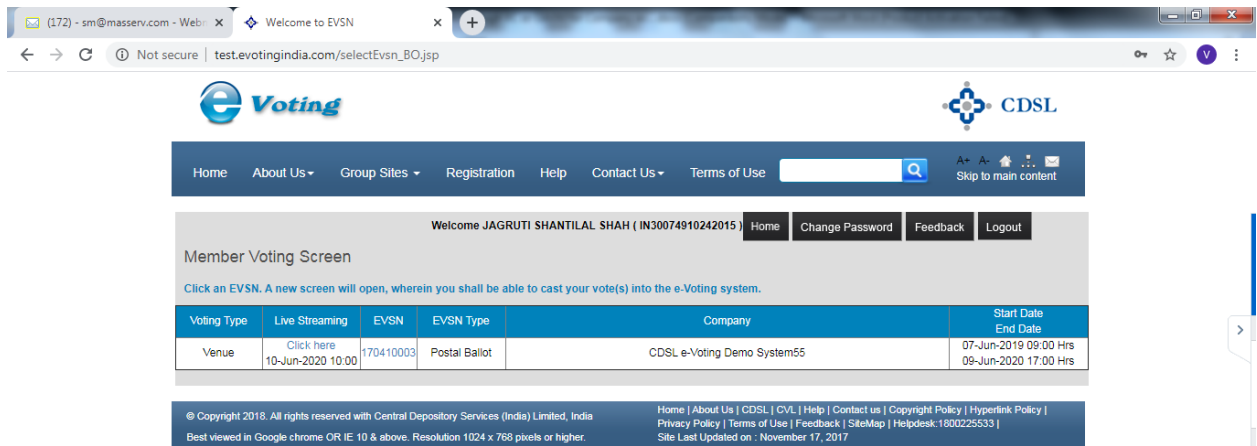 (172) - sm@masserv.com - Webm
Welcome to EVSN
Not secure | test.evotingindia.com/selectEvsn_BO.jsp
V
e Voting
CDSL
Home About Us Group Sites Registration Help Contact Us Terms of Use
A+ A-
Skip to main content
Welcome JAGRUTI SHANTILAL SHAH ( IN30074910242015 ) Home Change Password Feedback Logout
Member Voting Screen
Click an EVSN. A new screen will open, wherein you shall be able to cast your vote(s) into the e-Voting system.
Voting Type Live Streaming EVSN EVSN Type Company Start Date
End Date
Venue Click here 170410003 Postal Ballot CDSL e-Voting Demo System55 07-Jun-2019 09:00 Hrs
10-Jun-2020 10:00 09-Jun-2020 17:00 Hrs
© Copyright 2018. All rights reserved with Central Depository Services (India) Limited, India
Best viewed in Google chrome OR IE 10 & above. Resolution 1024 x 768 pixels or higher.
Home | About Us | CDSL | CVL | Help | Contact us | Copyright Policy | Hyperlink Policy |
Privacy Policy | Terms of Use | Feedback | SiteMap | Helpdesk:1800225533 |
Site Last Updated on : November 17, 2017